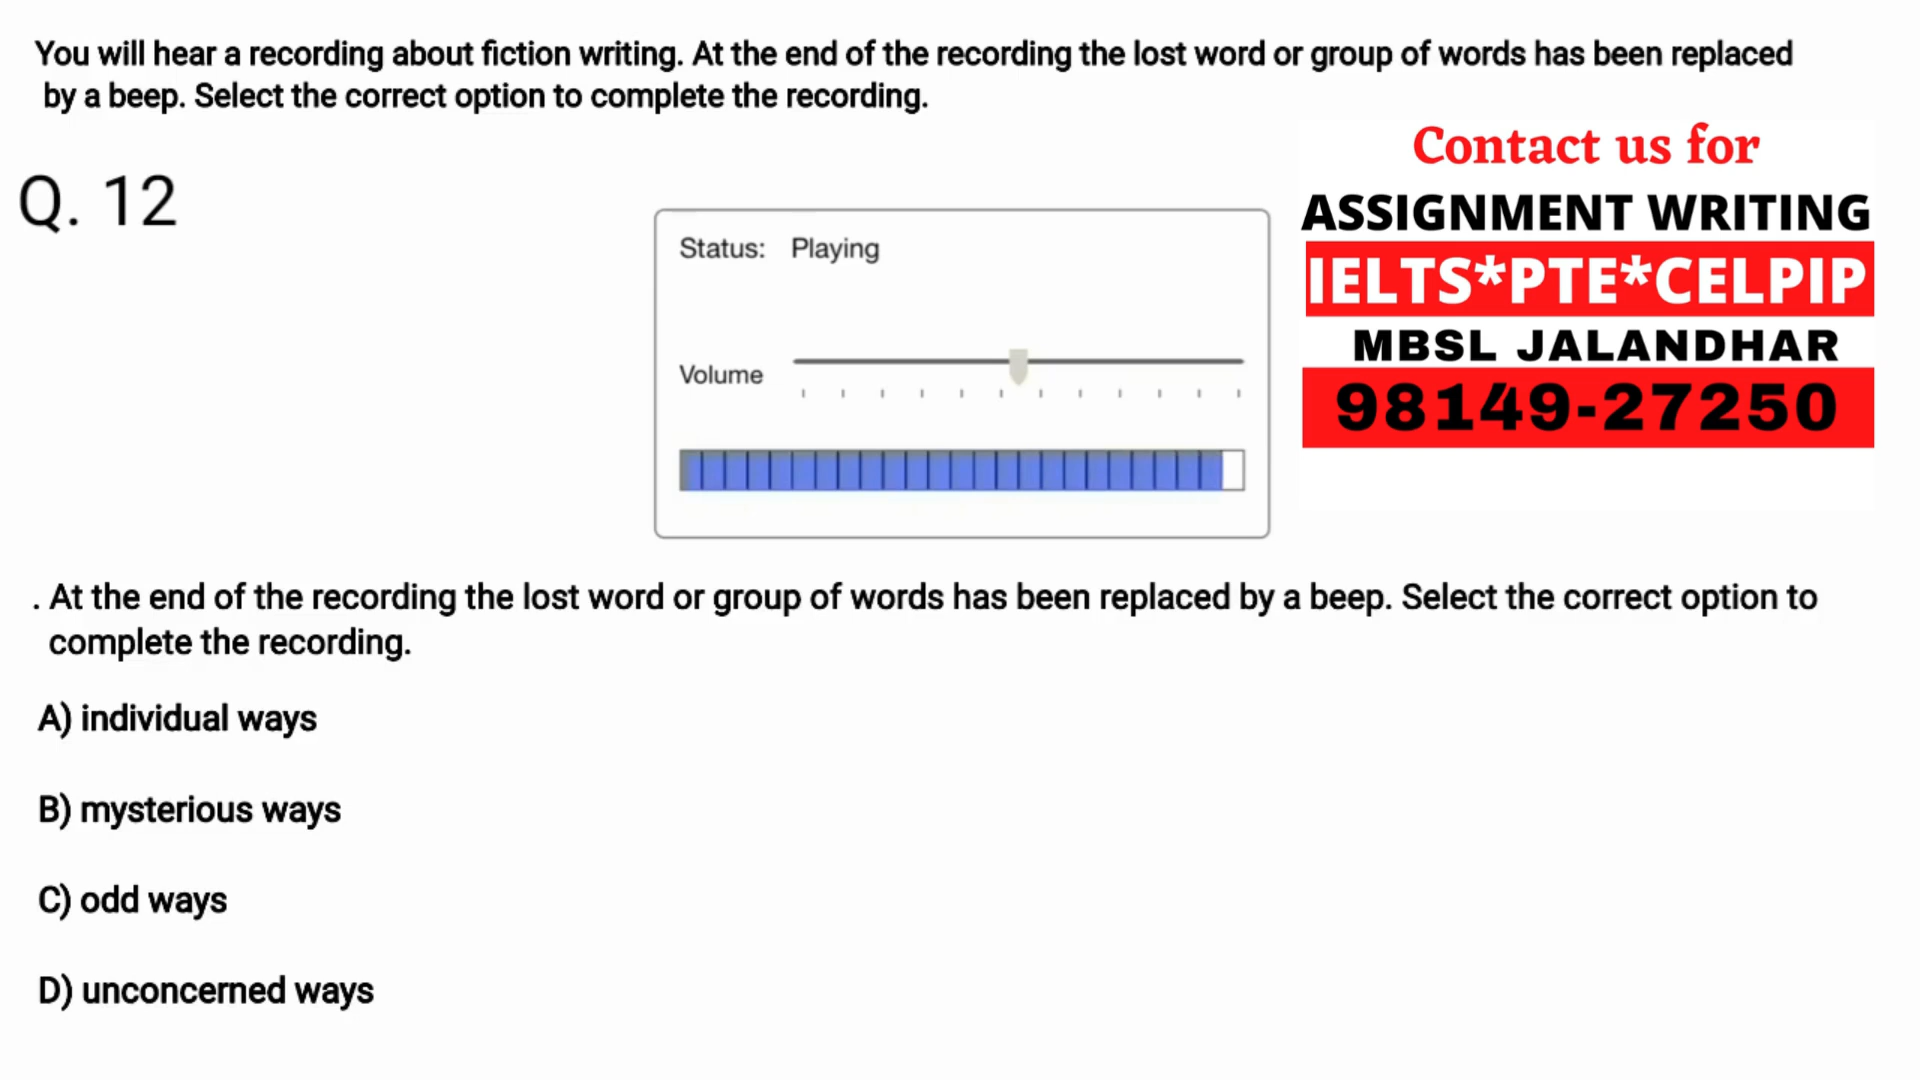 You will hear a recording about fiction writing. At the end of the recording the lost word or group of words has been replaced
by a beep. Select the correct option to complete the recording.
Q. 12
Contact us for
ASSIGNMENT WRITING
IELTS*PTE*CELPIP
MBSL JALANDHAR
98149-27250
Status: Playing
Volume
. At the end of the recording the lost word or group of words has been replaced by a beep. Select the correct option to
complete the recording.
A) individual ways
B) mysterious ways
C) odd ways
D) unconcerned ways